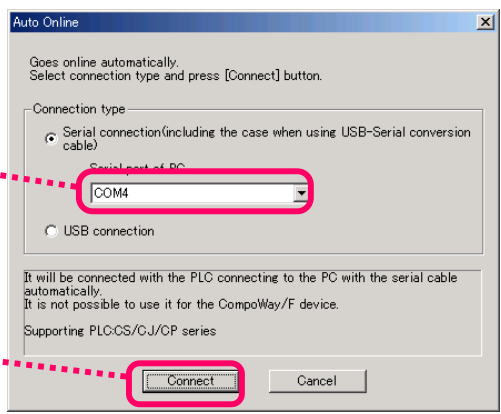 Auto Online
Goes online automatically.
Select connection type and press [Connect] button.
Connection type
Serial connection(including the case when using USB-Serial conversion
cable)
Serial port of PC
COM4
USB connection
It will be connected with the PLC connecting to the PC with the serial cable
automatically.
It is not possible to use it for the CompoWay/F device.
Supporting PLC:CS/CJ/CP series
Connect
Cancel